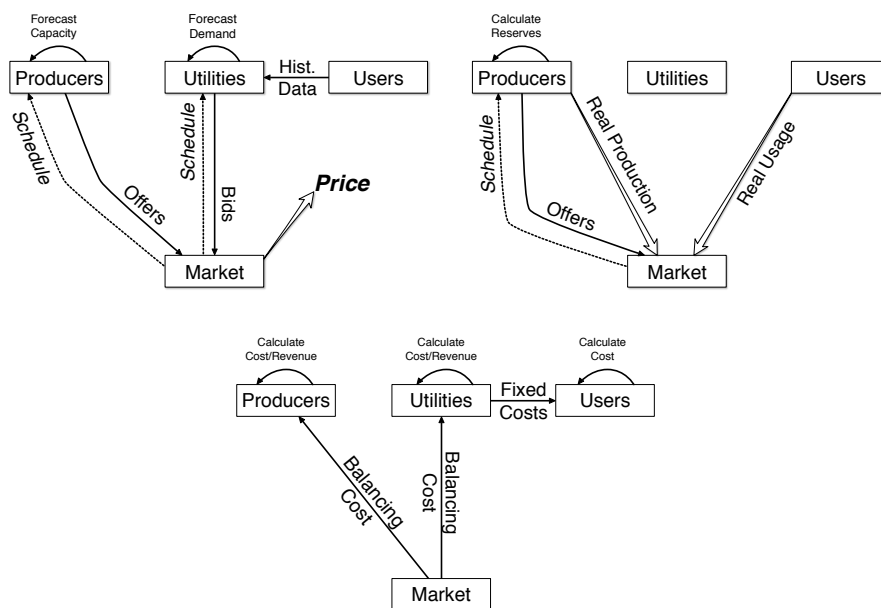 Forecast
Capacity
Producers
Forecast
Demand
Utilities
Hist.
Data
Users
Schedule
Offers
Schedule
Bids
Price
Market
Calculate
Reserves
Producers
Utilities
Users
Schedule
Offers
Real Production
Real Usage
Market
Calculate
Cost/Revenue
Producers
Calculate
Cost/Revenue
Utilities
Fixed
Costs
Calculate
Cost
Users
Balancing
Cost
Balancing
Cost
Market